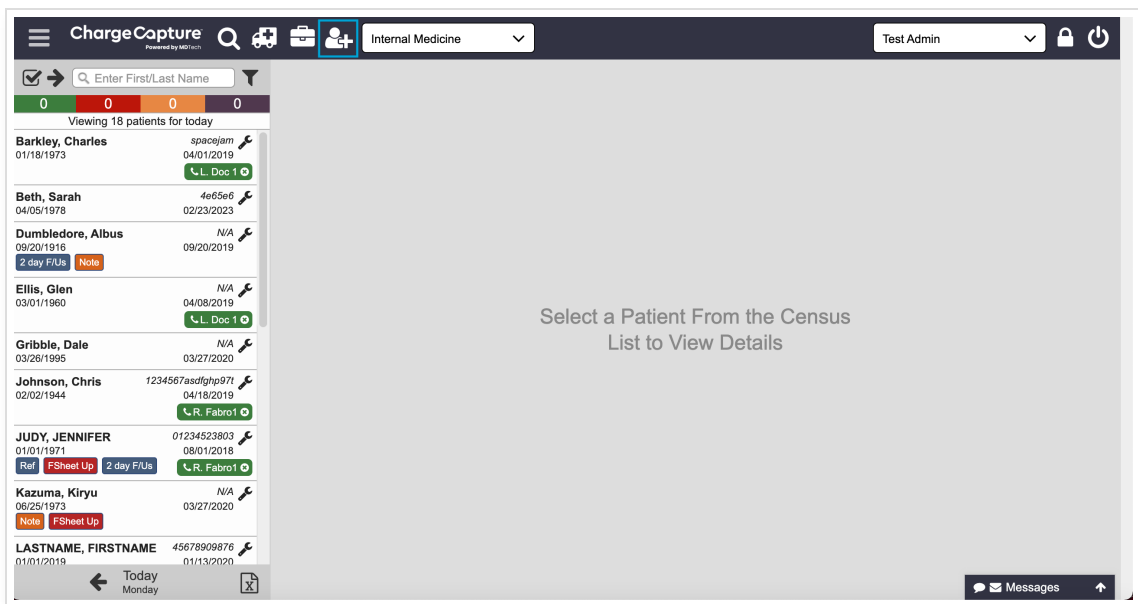 ChargeCapture
Powered by MDTech
Internal Medicine
Test Admin
Enter First/Last Name
0 0 0 0
Viewing 18 patients for today
Barkley, Charles spacejam
01/18/1973 04/01/2019
L. Doc 1
Beth, Sarah 4e65e6
04/05/1978 02/23/2023
Dumbledore, Albus N/A
09/20/1916 09/20/2019
2 day F/Us Note
Ellis, Glen N/A
03/01/1960 04/08/2019
L. Doc 1
Gribble, Dale N/A
03/26/1995 03/27/2020
Johnson, Chris 1234567asdfghp97t
02/02/1944 04/18/2019
R. Fabro1
JUDY, JENNIFER 01234523803
01/01/1971 08/01/2018
Ref FSheet Up 2 day F/Us R. Fabro1
Kazuma, Kiryu N/A
06/25/1973 03/27/2020
Note FSheet Up
LASTNAME, FIRSTNAME 45678909876
01/01/2019 01/13/2020
Today
Monday
X
Select a Patient From the Census
List to View Details
Messages